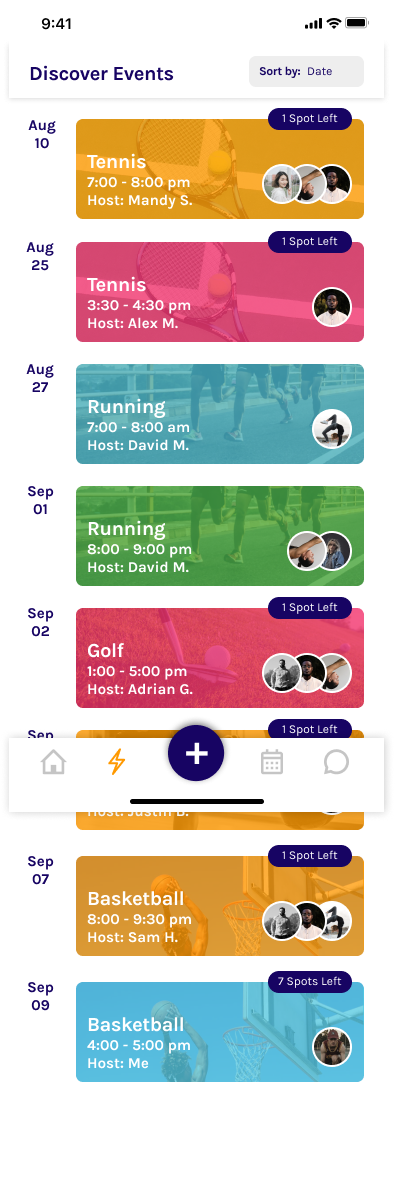 9:41
Discover Events
Sort by: Date
1 Spot Left
Aug
10
Tennis
7:00 - 8:00 pm
Host: Mandy S.
1 Spot Left
Aug
25
Tennis
3:30 - 4:30 pm
Host: Alex M.
Aug
27
Running
7:00 - 8:00 am
Host: David M.
Sep
01
Running
8:00 - 9:00 pm
Host: David M.
1 Spot Left
Sep
02
Golf
1:00 - 5:00 pm
Host: Adrian G.
1 Spot Left
Sep
Host: Justin B.
1 Spot Left
Sep
07
Basketball
8:00 - 9:30 pm
Host: Sam H.
7 Spots Left
Sep
09
Basketball
4:00 - 5:00 pm
Host: Me